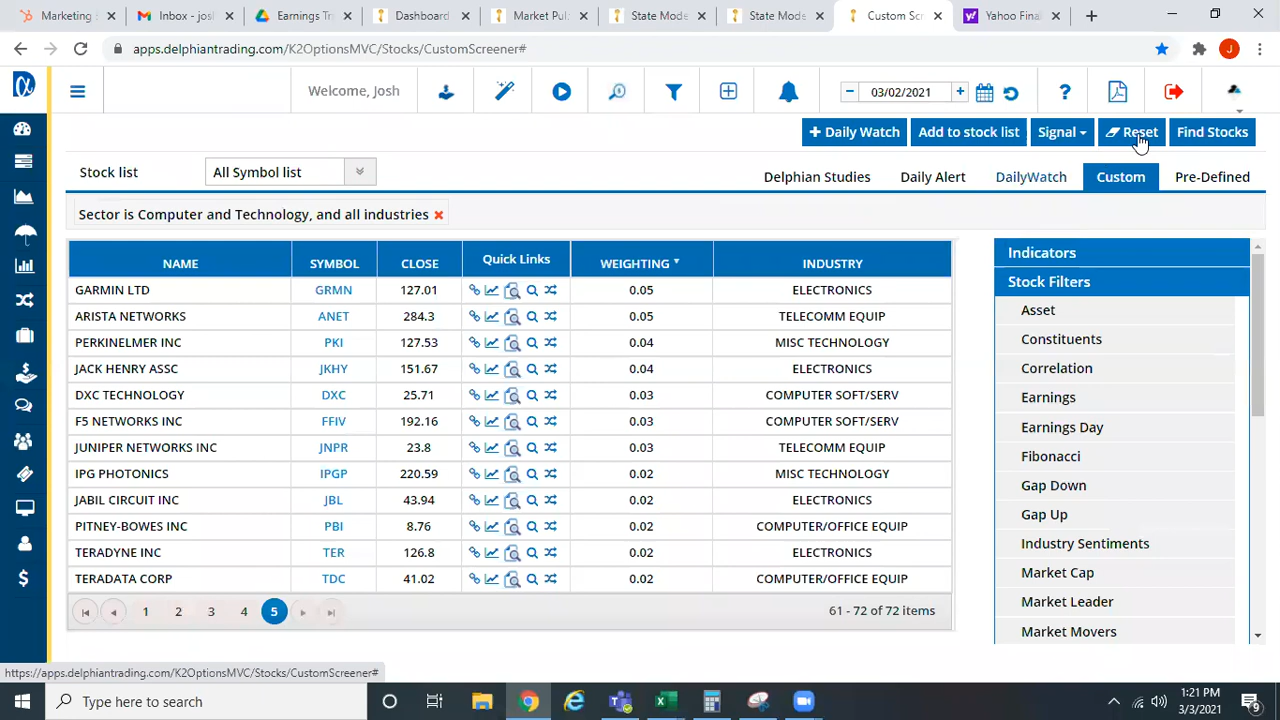 Marketing S
Inbox - josh
Earnings Tra
Dashboard
Market Pulz
State Mode
State Mode
Custom Scr
Yahoo Fina
apps.delphiantrading.com/K2OptionsMVC/Stocks/CustomScreener#
J
Welcome, Josh
03/02/2021
Daily Watch
Add to stock list
Signal
Reset
Find Stocks
Stock list
All Symbol list
Delphian Studies
Daily Alert
DailyWatch
Custom
Pre-Defined
Sector is Computer and Technology, and all industries
NAME SYMBOL CLOSE Quick Links WEIGHTING INDUSTRY
GARMIN LTD GRMN 127.01 0.05 ELECTRONICS
ARISTA NETWORKS ANET 284.3 0.05 TELECOMM EQUIP
PERKINELMER INC PKI 127.53 0.04 MISC TECHNOLOGY
JACK HENRY ASSC JKHY 151.67 0.04 ELECTRONICS
DXC TECHNOLOGY DXC 25.71 0.03 COMPUTER SOFT/SERV
F5 NETWORKS INC FFIV 192.16 0.03 COMPUTER SOFT/SERV
JUNIPER NETWORKS INC JNPR 23.8 0.03 TELECOMM EQUIP
IPG PHOTONICS IPGP 220.59 0.02 MISC TECHNOLOGY
JABIL CIRCUIT INC JBL 43.94 0.02 ELECTRONICS
PITNEY-BOWES INC PBI 8.76 0.02 COMPUTER/OFFICE EQUIP
TERADYNE INC TER 126.8 0.02 ELECTRONICS
TERADATA CORP TDC 41.02 0.02 COMPUTER/OFFICE EQUIP
1 2 3 4 5
61 - 72 of 72 items
Indicators
Stock Filters
Asset
Constituents
Correlation
Earnings
Earnings Day
Fibonacci
Gap Down
Gap Up
Industry Sentiments
Market Cap
Market Leader
Market Movers
https://apps.delphiantrading.com/K2OptionsMVC/Stocks/CustomScreener#
Type here to search
1:21 PM
3/3/2021
9